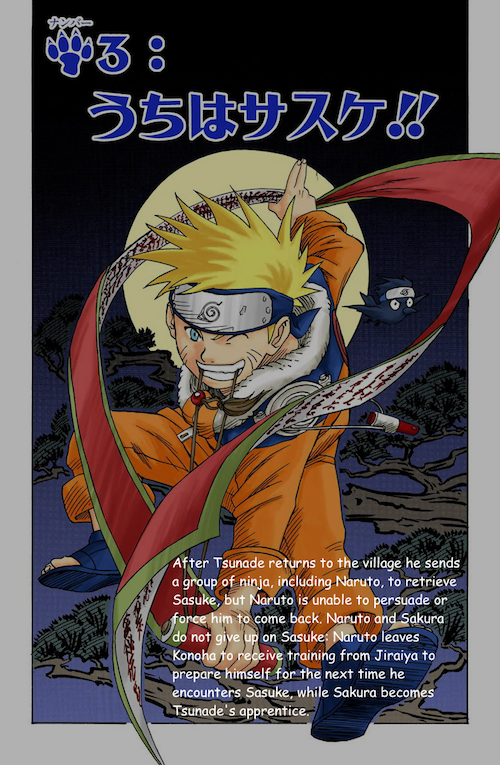 ナンバー
3:
うちはサスケ!!
After Tsunade returns to the village he sends
a group of ninja, including Naruto, to retrieve
Sasuke, but Naruto is unable to persuade or
force him to come back. Naruto and Sakura
do not give up on Sasuke: Naruto leaves
Konoha to receive training from Jiraiya to
prepare himself for the next time he
encounters Sasuke, while Sakura becomes
Tsunade's apprentice.